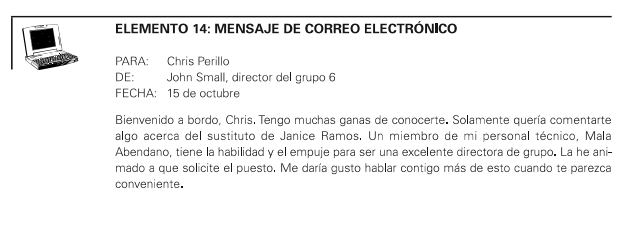 ELEMENTO 14: MENSAJE DE CORREO ELECTRÓNICO
PARA: Chris Perillo
DE: John Small, director del grupo 6
FECHA: 15 de octubre
Bienvenido a bordo, Chris. Tengo muchas ganas de conocerte. Solamente quería comentarte
algo acerca del sustituto de Janice Ramos. Un miembro de mi personal técnico, Mala
Abendano, tiene la habilidad y el empuje para ser una excelente directora de grupo. La he ani-
mado a que solicite el puesto. Me daría gusto hablar contigo más de esto cuando te parezca
conveniente.